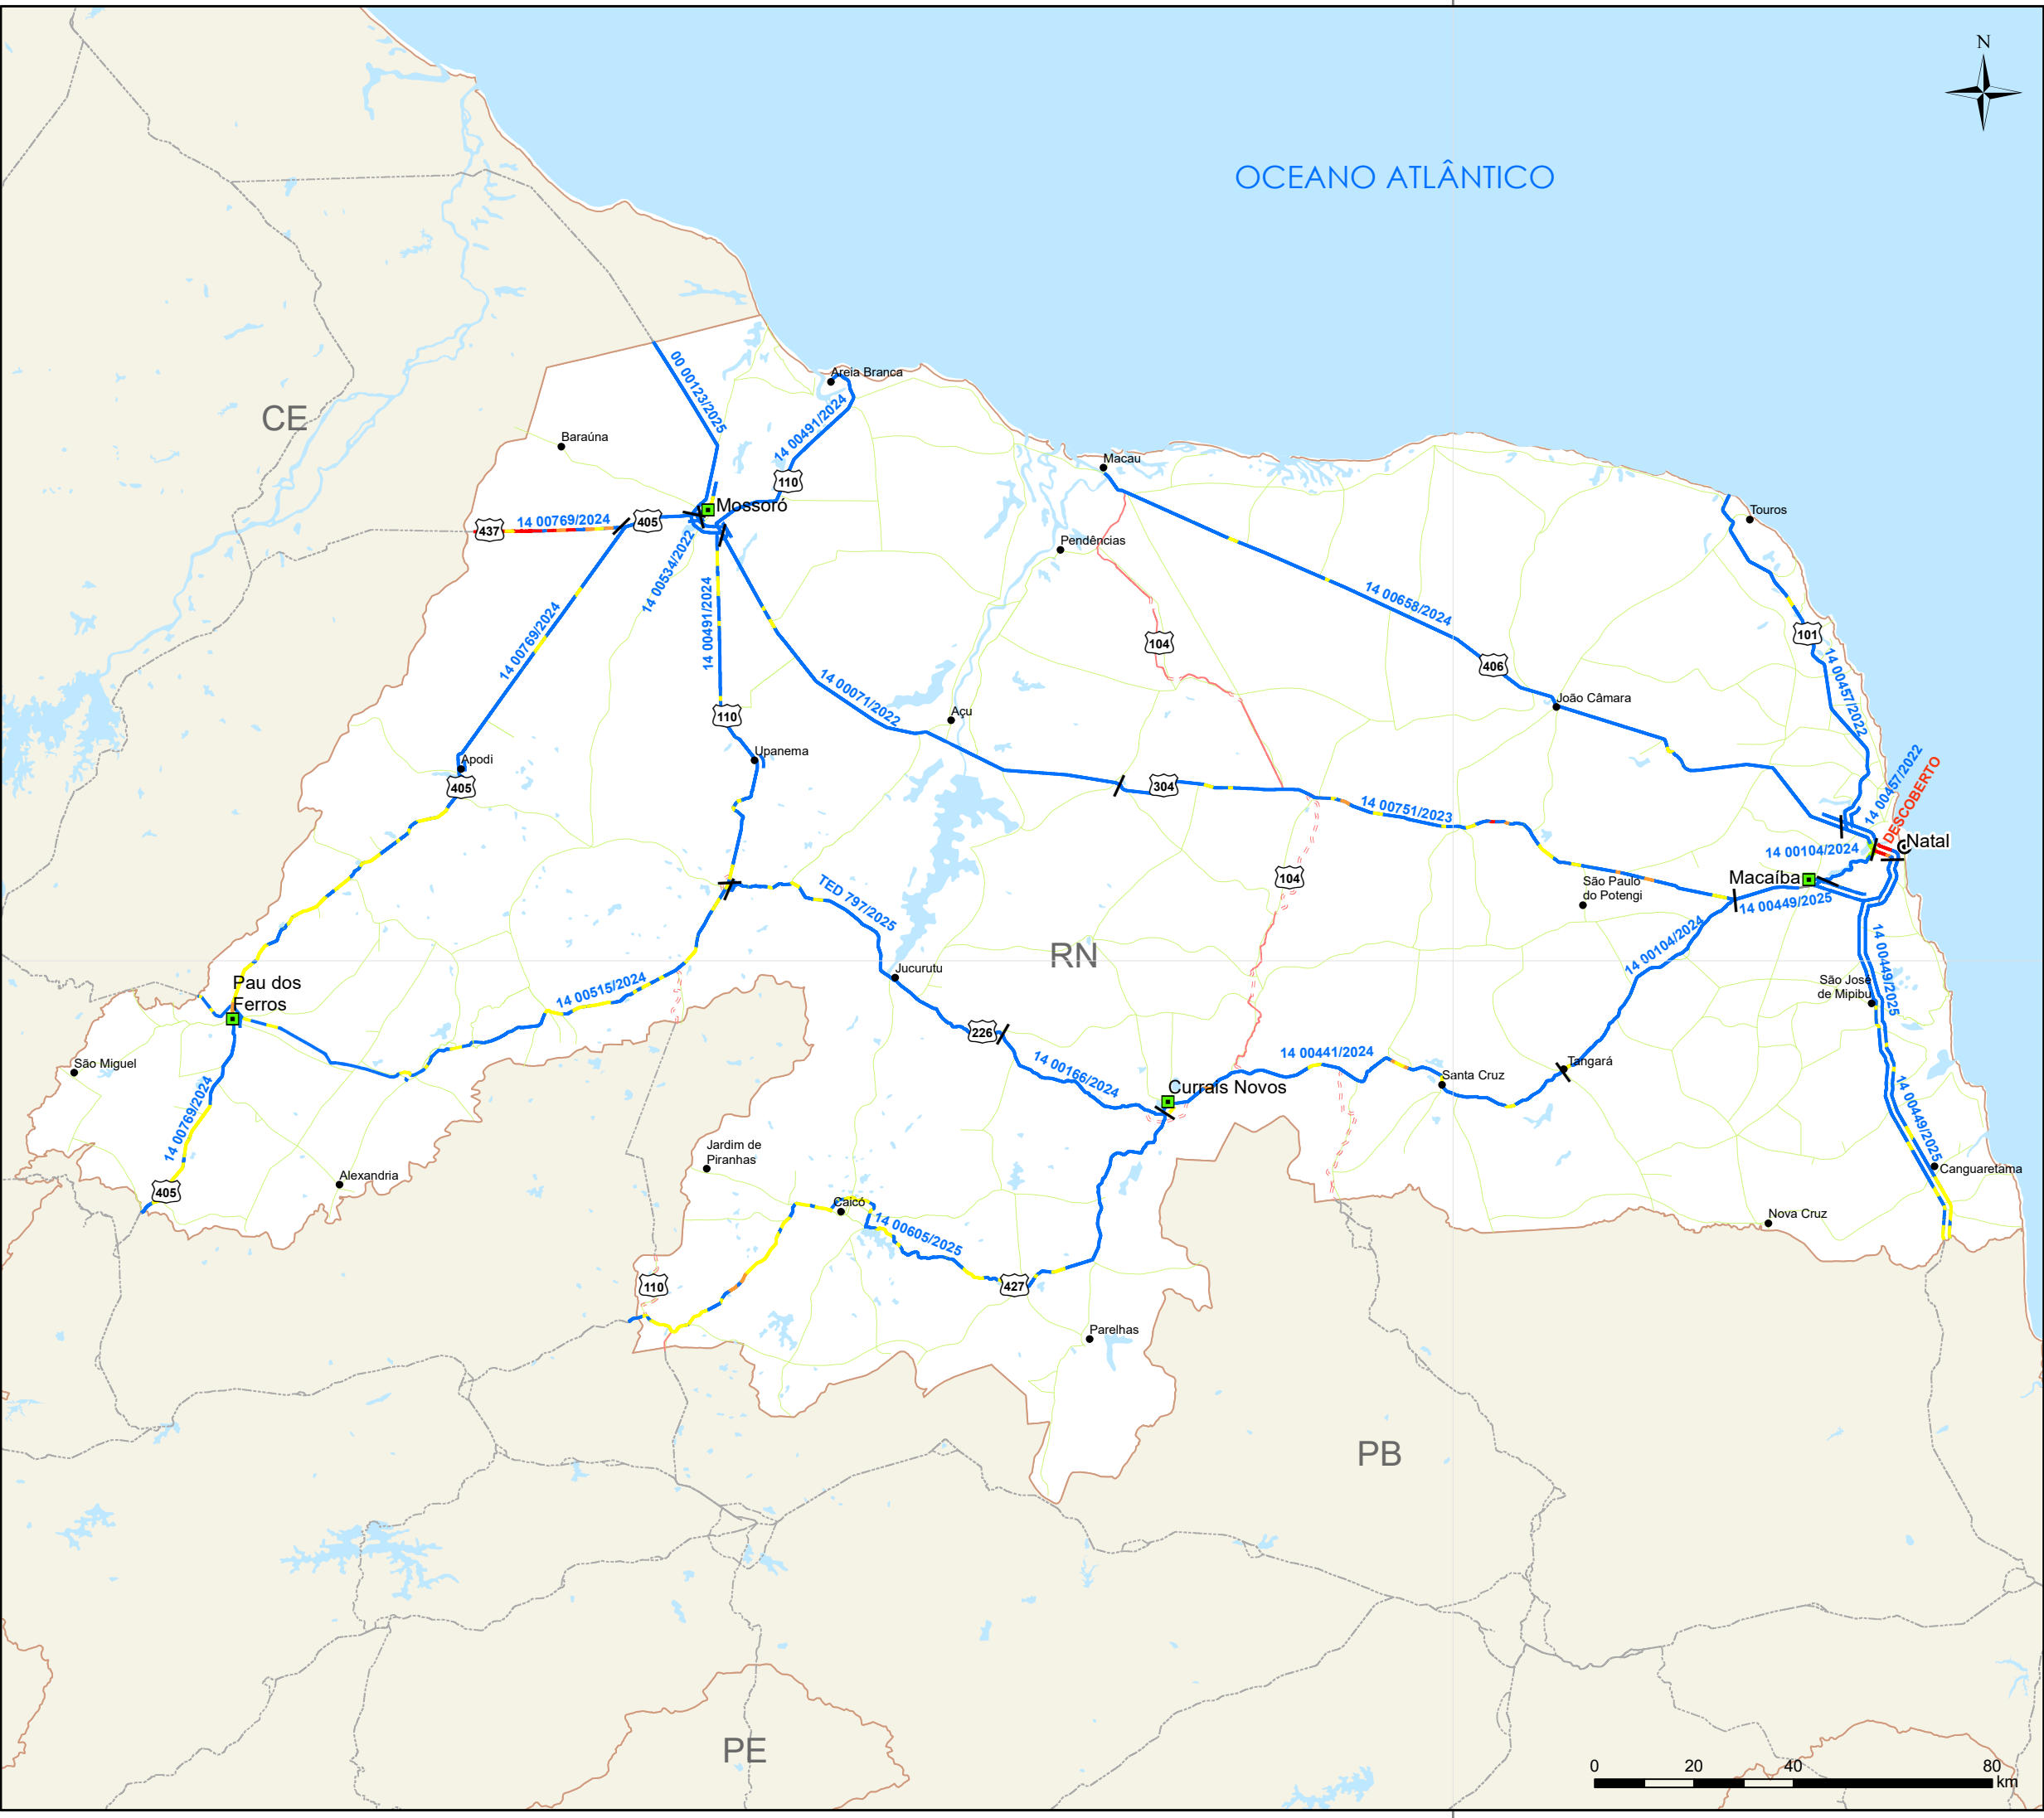 N
OCEANO ATLÂNTICO
CE
00 00123/2025
Areia Branca
14 00491/2024
Baraúna
Macau
110
Mossoró
437
14 00769/2024
405
Touros
Pendências
14 00534/2022
14 00491/2024
14 00658/2024
14 00769/2024
104
101
406
14 00457/2022
14 00071/2022
João Câmara
Açu
110
Upanema
Apodi
405
304
14 00751/2023
14 00457/2022
DESCOBERTO
Natal
14 00104/2024
Macaíba
104
São Paulo
do Potengi
14 00449/2025
TED 797/2025
14 00104/2024
RN
14 00449/2025
Jucurutu
São José
de Mipibu
Pau dos
Ferros
14 00515/2024
226
14 00166/2024
14 00441/2024
São Miguel
Tangará
Santa Cruz
Currais Novos
14 00769/2024
14 00449/2025
Jardim de
Piranhas
Alexandria
Canguaretama
405
Caicó
Nova Cruz
14 00605/2025
110
427
Parelhas
PB
PE
0 20 40 80
km